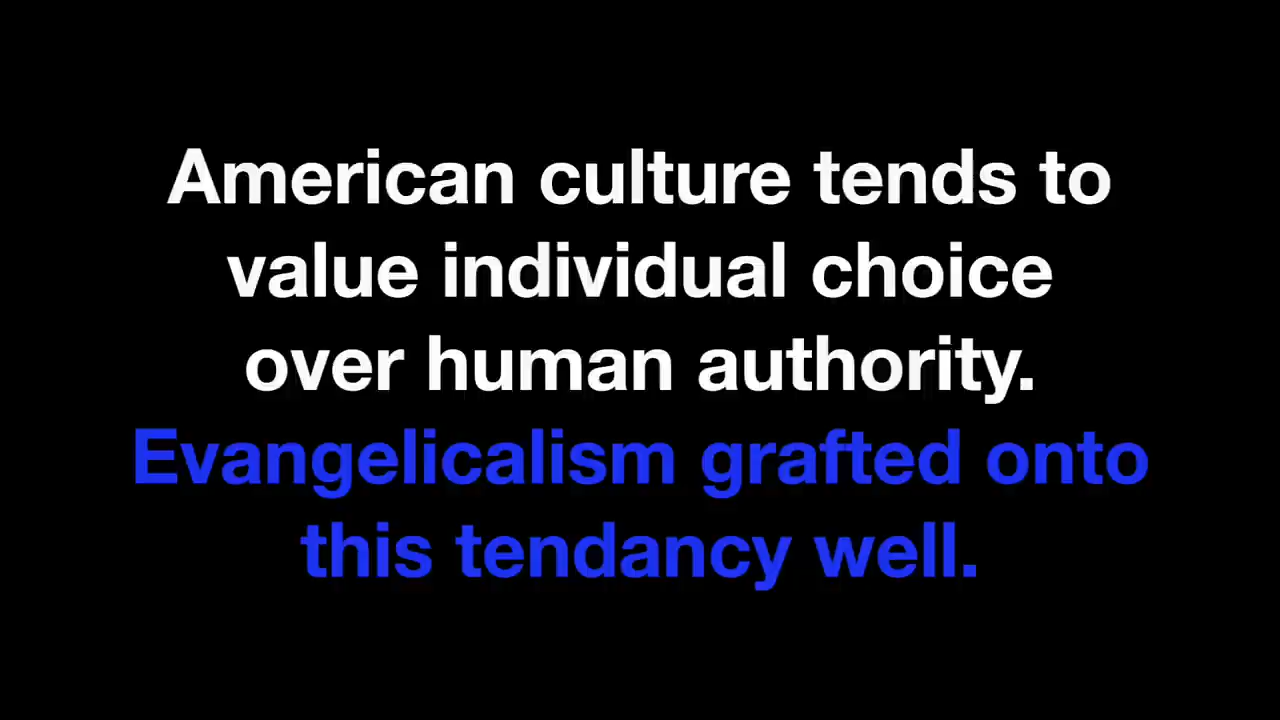 American culture tends to
value individual choice
over human authority.
Evangelicalism grafted onto
this tendancy well.